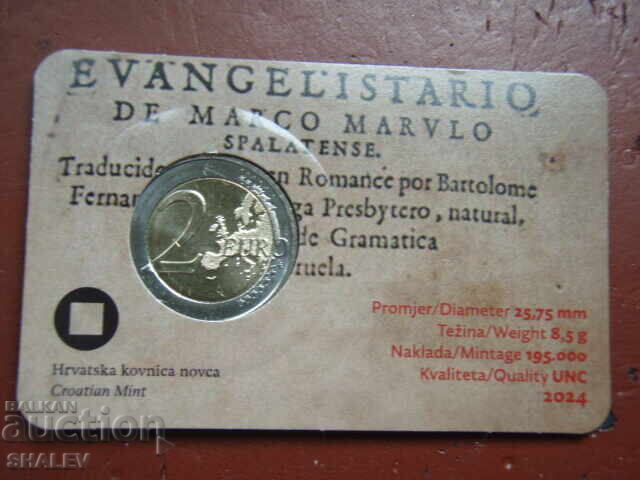 EVANGELISTARIO
DE MARCO MARVLO
SPALATENSE.
Traducido en Romance por Bartolome
Fernan ga Presbytero, natural,
de Gramatica
ruela.
2 EURO
Promjer/Diameter 25,75 mm
Težina/Weight 8,5 g
Naklada/Mintage 195.000
Kvaliteta/Quality UNC
2024
Hrvatska kovnica novca
Croatian Mint
BALKAN
auction
SHALEV